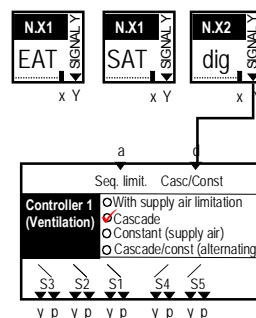 N.X1 SIGNAL Y N.X1 SIGNAL Y N.X2 SIGNAL Y
EAT SAT dig
x Y x Y x Y
a d
Seq. limit. Casc/Const
Controller 1 With supply air limitation
(Ventilation) Cascade
Constant (supply air)
Cascade/const (alternating
S3 S2 S1 S4 S5
y p y p y p y p y p